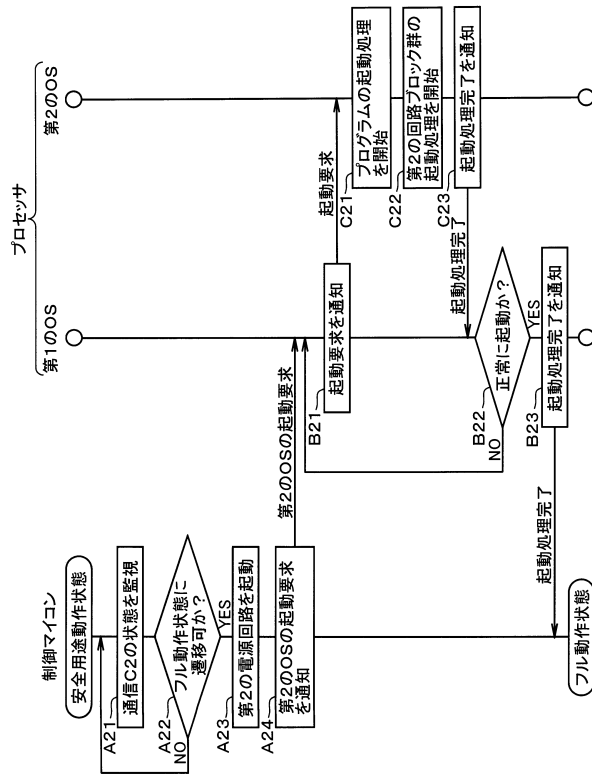 制御マイコン
安全用途動作状態
A21
通信C2の状態を監視
A22
フル動作状態に
遷移可か?
NO
YES
A23
第2の電源回路を起動
A24
第2のOSの起動要求
を通知
第2のOSの起動要求
起動処理完了
フル動作状態
プロセッサ
第1のOS
B21
起動要求を通知
起動要求
B22
正常に起動か?
NO
YES
B23
起動処理完了を通知
第2のOS
C21
プログラムの起動処理
を開始
C22
第2の回路ブロック群の
起動処理を開始
C23
起動処理完了を通知
起動処理完了